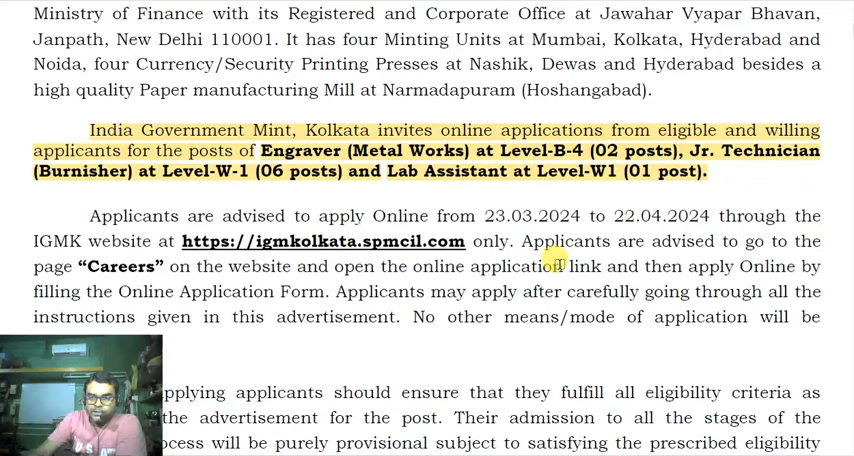 Ministry of Finance with its Registered and Corporate Office at Jawahar Vyapar Bhavan,
Janpath, New Delhi 110001. It has four Minting Units at Mumbai, Kolkata, Hyderabad and
Noida, four Currency/Security Printing Presses at Nashik, Dewas and Hyderabad besides a
high quality Paper manufacturing Mill at Narmadapuram (Hoshangabad).
India Government Mint, Kolkata invites online applications from eligible and willing
applicants for the posts of Engraver (Metal Works) at Level-B-4 (02 posts), Jr. Technician
(Burnisher) at Level-W-1 (06 posts) and Lab Assistant at Level-W1 (01 post).
Applicants are advised to apply Online from 23.03.2024 to 22.04.2024 through the
IGMK website at https://igmkolkata.spmcil.com only. Applicants are advised to go to the
page “Careers” on the website and open the online application link and then apply Online by
filling the Online Application Form. Applicants may apply after carefully going through all the
instructions given in this advertisement. No other means/mode of application will be
applying applicants should ensure that they fulfill all eligibility criteria as
the advertisement for the post. Their admission to all the stages of the
will be purely provisional subject to satisfying the prescribed eligibility